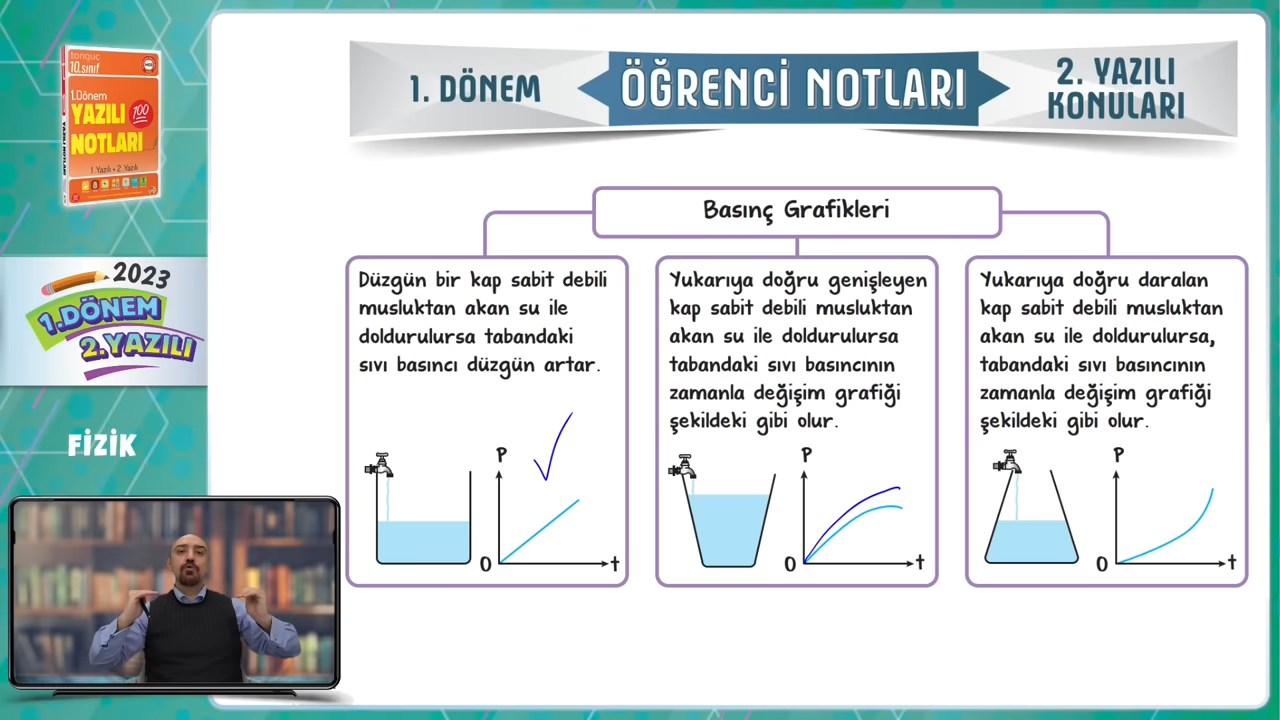 tonguç
10.sınıf
1.Dönem
YAZILI
100
NOTLARI
1. Yazılı • 2. Yazılı
YAZILI NOTLARI
2023
1.DÖNEM
2.YAZILI
FİZİK
1. DÖNEM
ÖĞRENCİ NOTLARI
2. YAZILI
KONULARI
Basınç Grafikleri
Düzgün bir kap sabit debili
musluktan akan su ile
doldurulursa tabandaki
sıvı basıncı düzgün artar.
P
0
t
Yukarıya doğru genişleyen
kap sabit debili musluktan
akan su ile doldurulursa
tabandaki sıvı basıncının
zamanla değişim grafiği
şekildeki gibi olur.
P
0
t
Yukarıya doğru daralan
kap sabit debili musluktan
akan su ile doldurulursa,
tabandaki sıvı basıncının
zamanla değişim grafiği
şekildeki gibi olur.
P
0
t